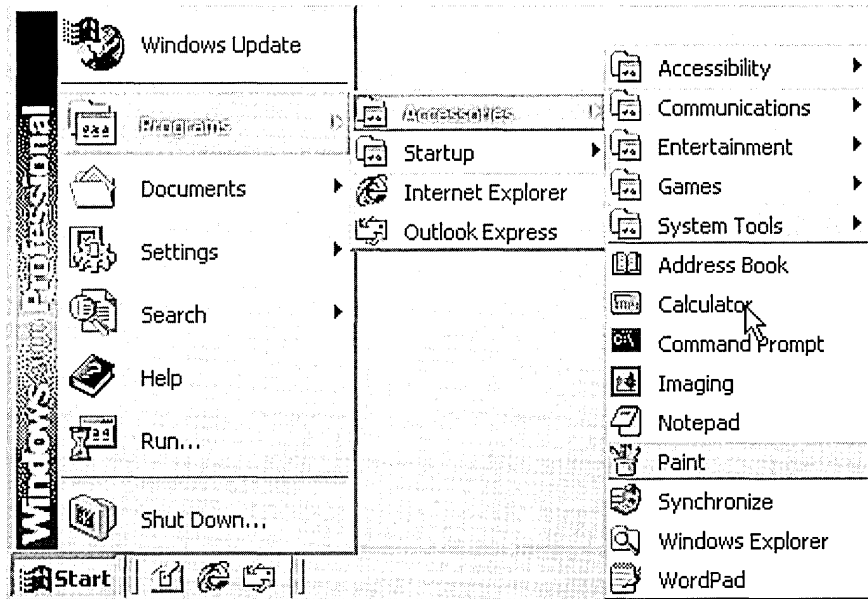 Windows Update
Programs
Documents
Settings
Search
Help
Run...
Shut Down...
Windows 2000 Professional
Start
Accessories
Startup
Internet Explorer
Outlook Express
Accessibility
Communications
Entertainment
Games
System Tools
Address Book
Calculator
Command Prompt
Imaging
Notepad
Paint
Synchronize
Windows Explorer
WordPad